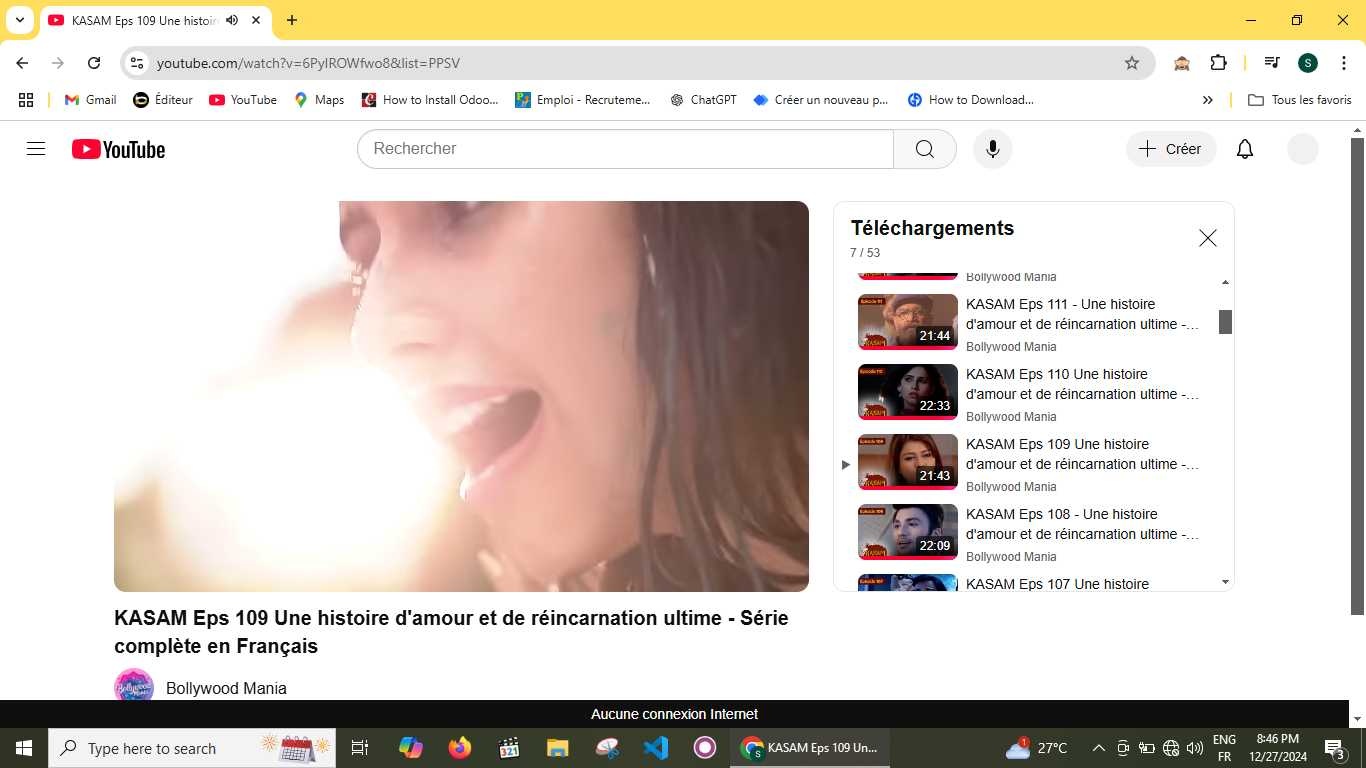 KASAM Eps 109 Une histoir
youtube.com/watch?v=6PyIROWfwo8&list=PPSV
S
Gmail
Éditeur
YouTube
Maps
How to Install Odoo...
Emploi - Recruteme...
ChatGPT
Créer un nouveau p...
How to Download...
Tous les favoris
YouTube
Rechercher
Créer
Téléchargements
7 / 53
Bollywood Mania
KASAM Eps 111 - Une histoire
d'amour et de réincarnation ultime -...
21:44
Bollywood Mania
KASAM Eps 110 Une histoire
d'amour et de réincarnation ultime -...
22:33
Bollywood Mania
KASAM Eps 109 Une histoire
d'amour et de réincarnation ultime -...
21:43
Bollywood Mania
KASAM Eps 108 - Une histoire
d'amour et de réincarnation ultime -...
22:09
Bollywood Mania
KASAM Eps 107 Une histoire
KASAM Eps 109 Une histoire d'amour et de réincarnation ultime - Série
complète en Français
Bollywood Mania
Aucune connexion Internet
Type here to search
321
KASAM Eps 109 Un...
1
27°C
ENG
FR
8:46 PM
12/27/2024
3